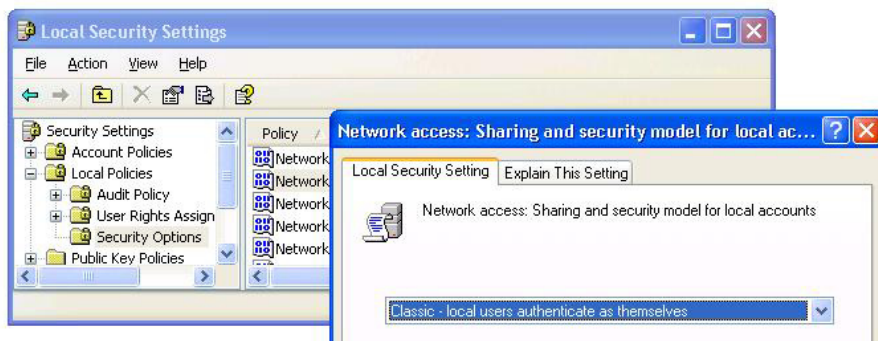 Local Security Settings
File Action View Help
Security Settings
Account Policies
Local Policies
Audit Policy
User Rights Assign
Security Options
Public Key Policies
Policy
Network
Network
Network
Network
Network
Network access: Sharing and security model for local ac...
Local Security Setting
Explain This Setting
Network access: Sharing and security model for local accounts
Classic - local users authenticate as themselves